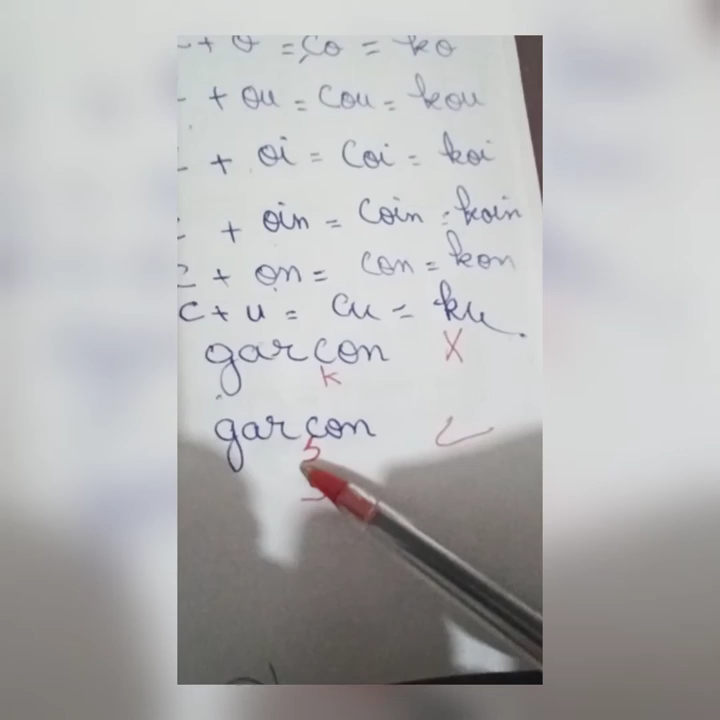 + o = co = ko
+ ou = cou = kou
+ oi = coi = koi
+ oin = coin = koin
c + on = con = kon
c + u = cu = ku
garcon X
k
garçon